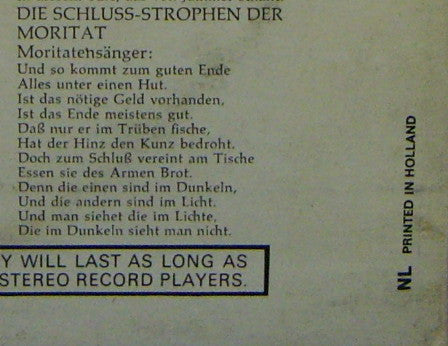 DIE SCHLUSS-STROPHEN DER
MORITAT
Moritatensänger:
Und so kommt zum guten Ende
Alles unter einen Hut.
Ist das nötige Geld vorhanden,
Ist das Ende meistens gut.
Daß nur er im Trüben fische,
Hat der Hinz den Kunz bedroht.
Doch zum Schluß vereint am Tische
Essen sie des Armen Brot.
Denn die einen sind im Dunkeln,
Und die andern sind im Licht.
Und man siehet die im Lichte,
Die im Dunkeln sieht man nicht.
Y WILL LAST AS LONG AS
STEREO RECORD PLAYERS.
NL PRINTED IN HOLLAND